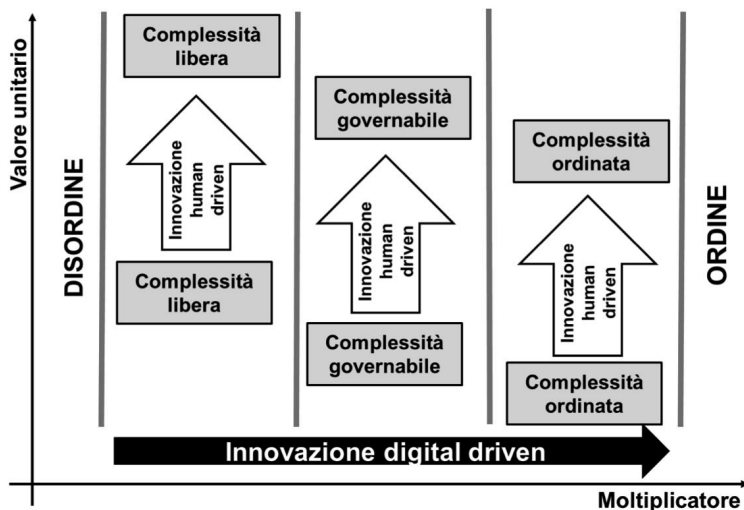 Valore unitario
DISORDINE
Complessità
libera
Innovazione
human
driven
Complessità
libera
Complessità
governabile
Innovazione
human
driven
Complessità
governabile
Complessità
ordinata
Innovazione
human
driven
Complessità
ordinata
ORDINE
Innovazione digital driven
Moltiplicatore